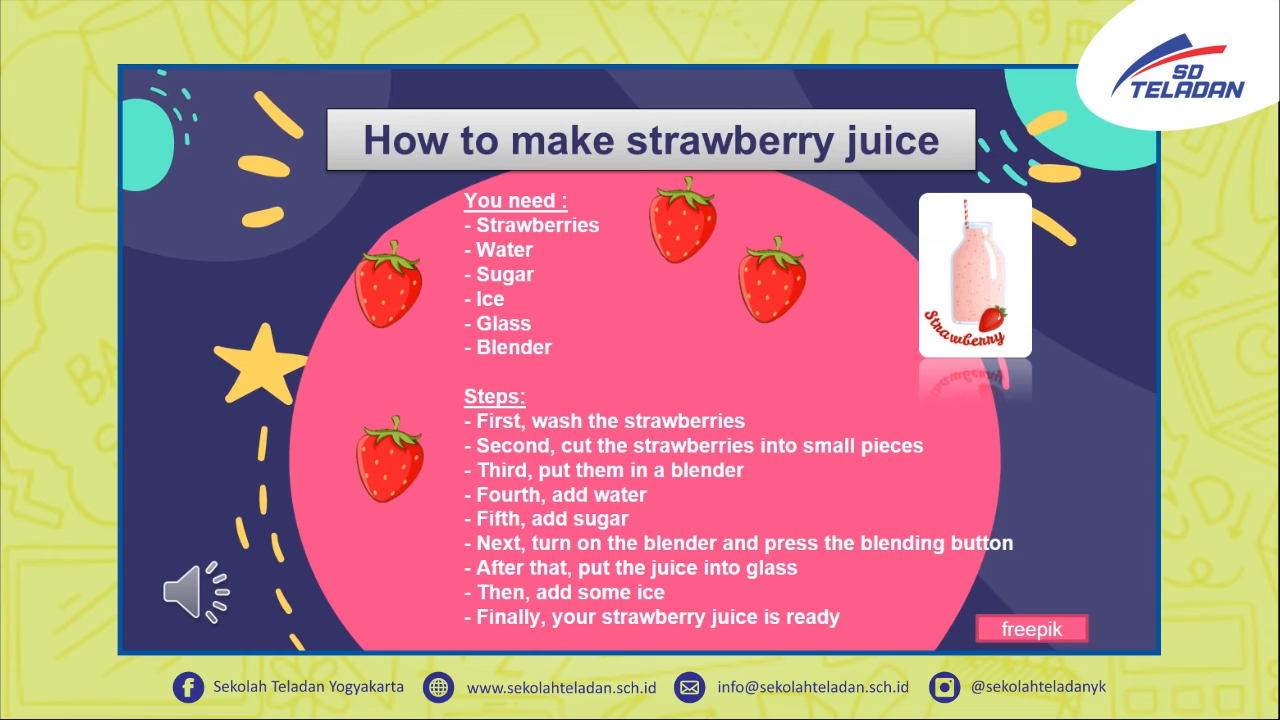 SD
TELADAN
How to make strawberry juice
You need :
- Strawberries
- Water
- Sugar
- Ice
- Glass
- Blender
Strawberry
Steps:
- First, wash the strawberries
- Second, cut the strawberries into small pieces
- Third, put them in a blender
- Fourth, add water
- Fifth, add sugar
- Next, turn on the blender and press the blending button
- After that, put the juice into glass
- Then, add some ice
- Finally, your strawberry juice is ready
freepik
Sekolah Teladan Yogyakarta
www.sekolahteladan.sch.id
info@sekolahteladan.sch.id
@sekolahteladanyk